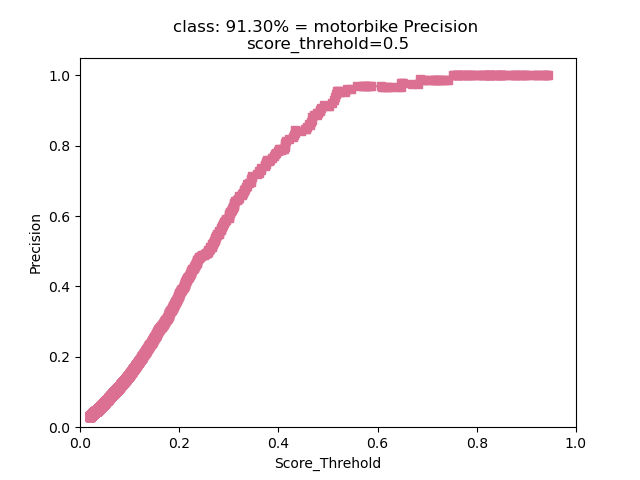 class: 91.30% = motorbike Precision
score_threhold=0.5
1.0
0.8
0.6
0.4
0.2
0.0
Precision
0.0 0.2 0.4 0.6 0.8 1.0
Score_Threhold